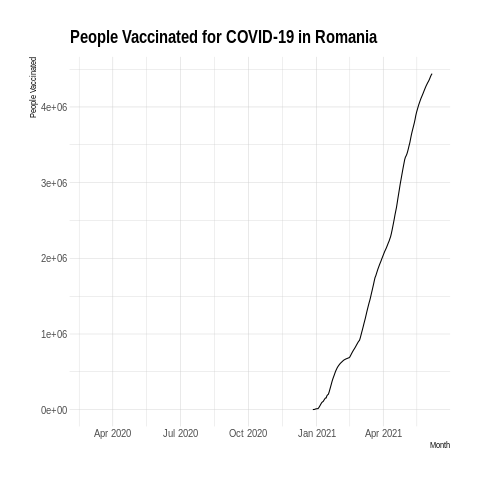 People Vaccinated for COVID-19 in Romania
People Vaccinated
4e+06
3e+06
2e+06
1e+06
0e+00
Apr 2020 Jul 2020 Oct 2020 Jan 2021 Apr 2021
Month